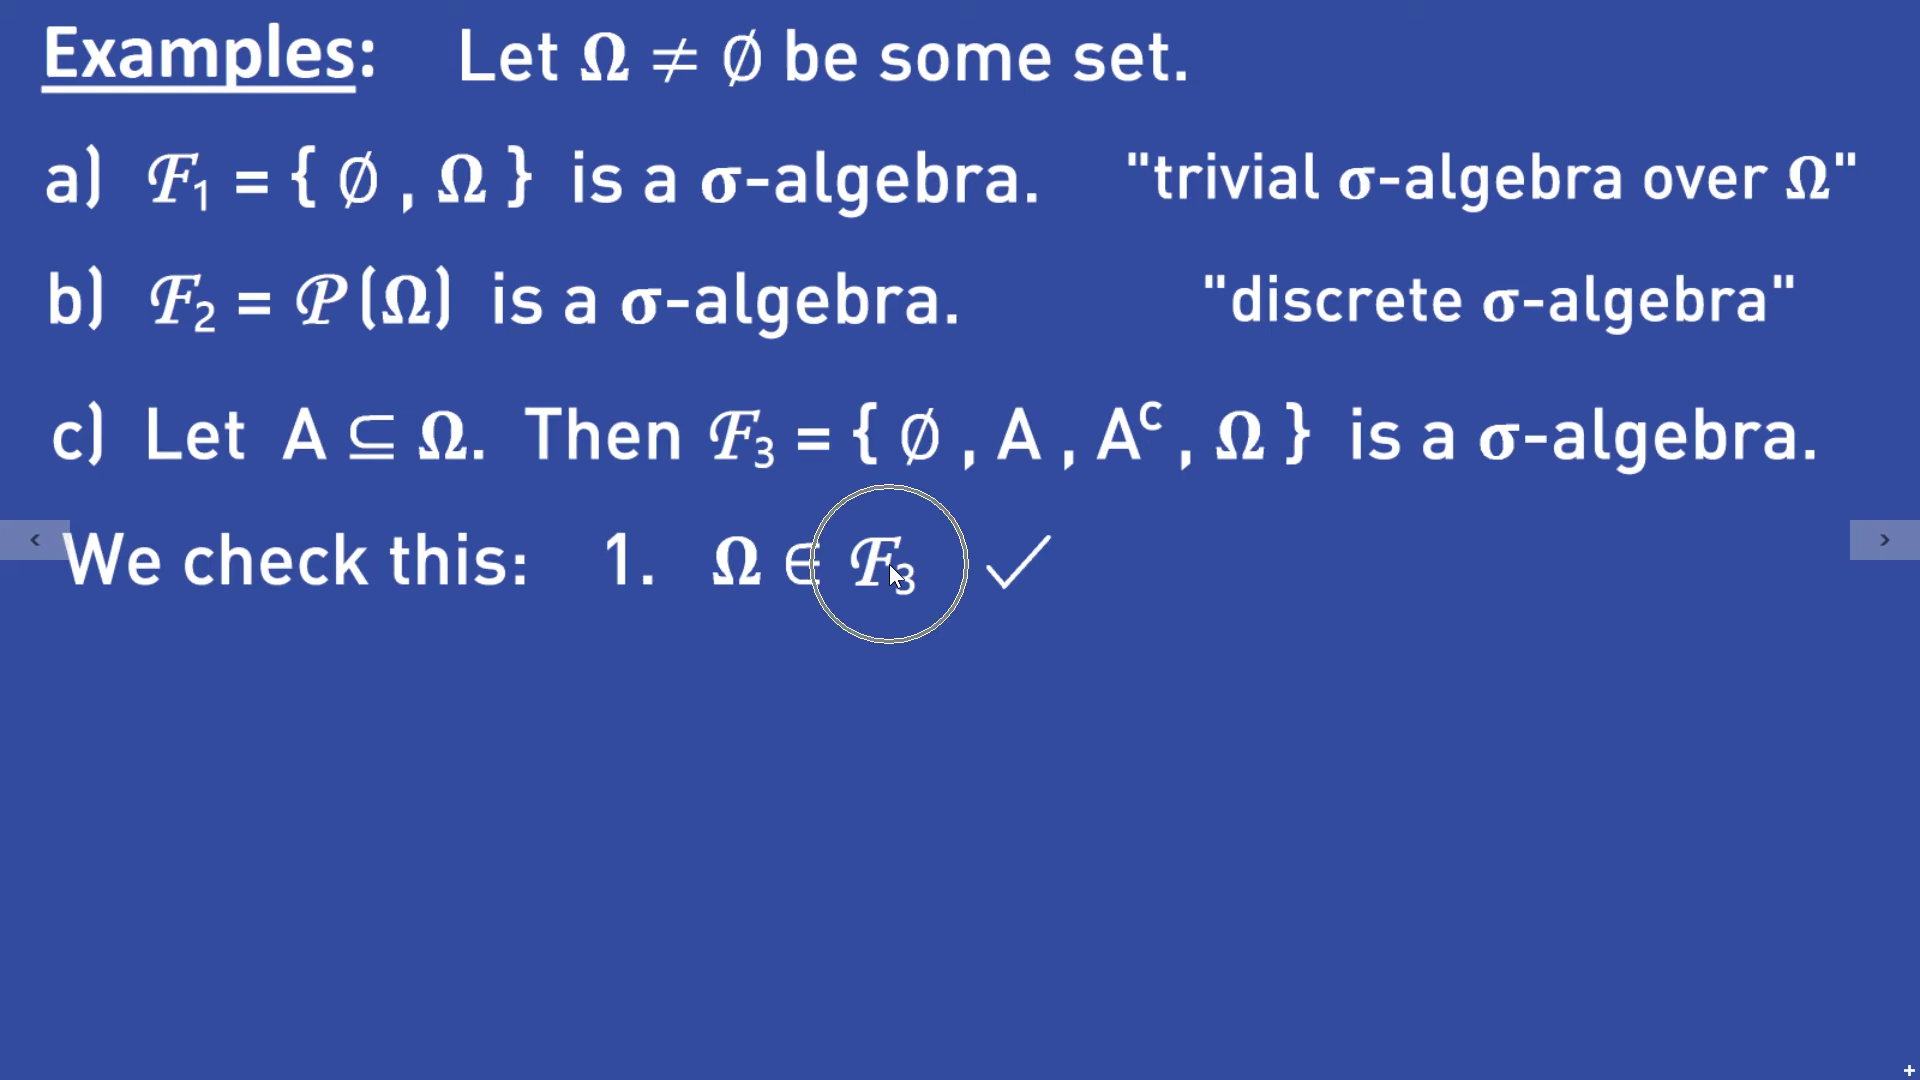 Examples: Let Ω ≠ ∅ be some set.
a) ℱ₁ = { ∅ , Ω } is a σ-algebra. "trivial σ-algebra over Ω"
b) ℱ₂ = 𝒫(Ω) is a σ-algebra. "discrete σ-algebra"
c) Let A ⊆ Ω. Then ℱ₃ = { ∅ , A , Aᶜ , Ω } is a σ-algebra.
We check this: 1. Ω ∈ ℱ₃ ✓